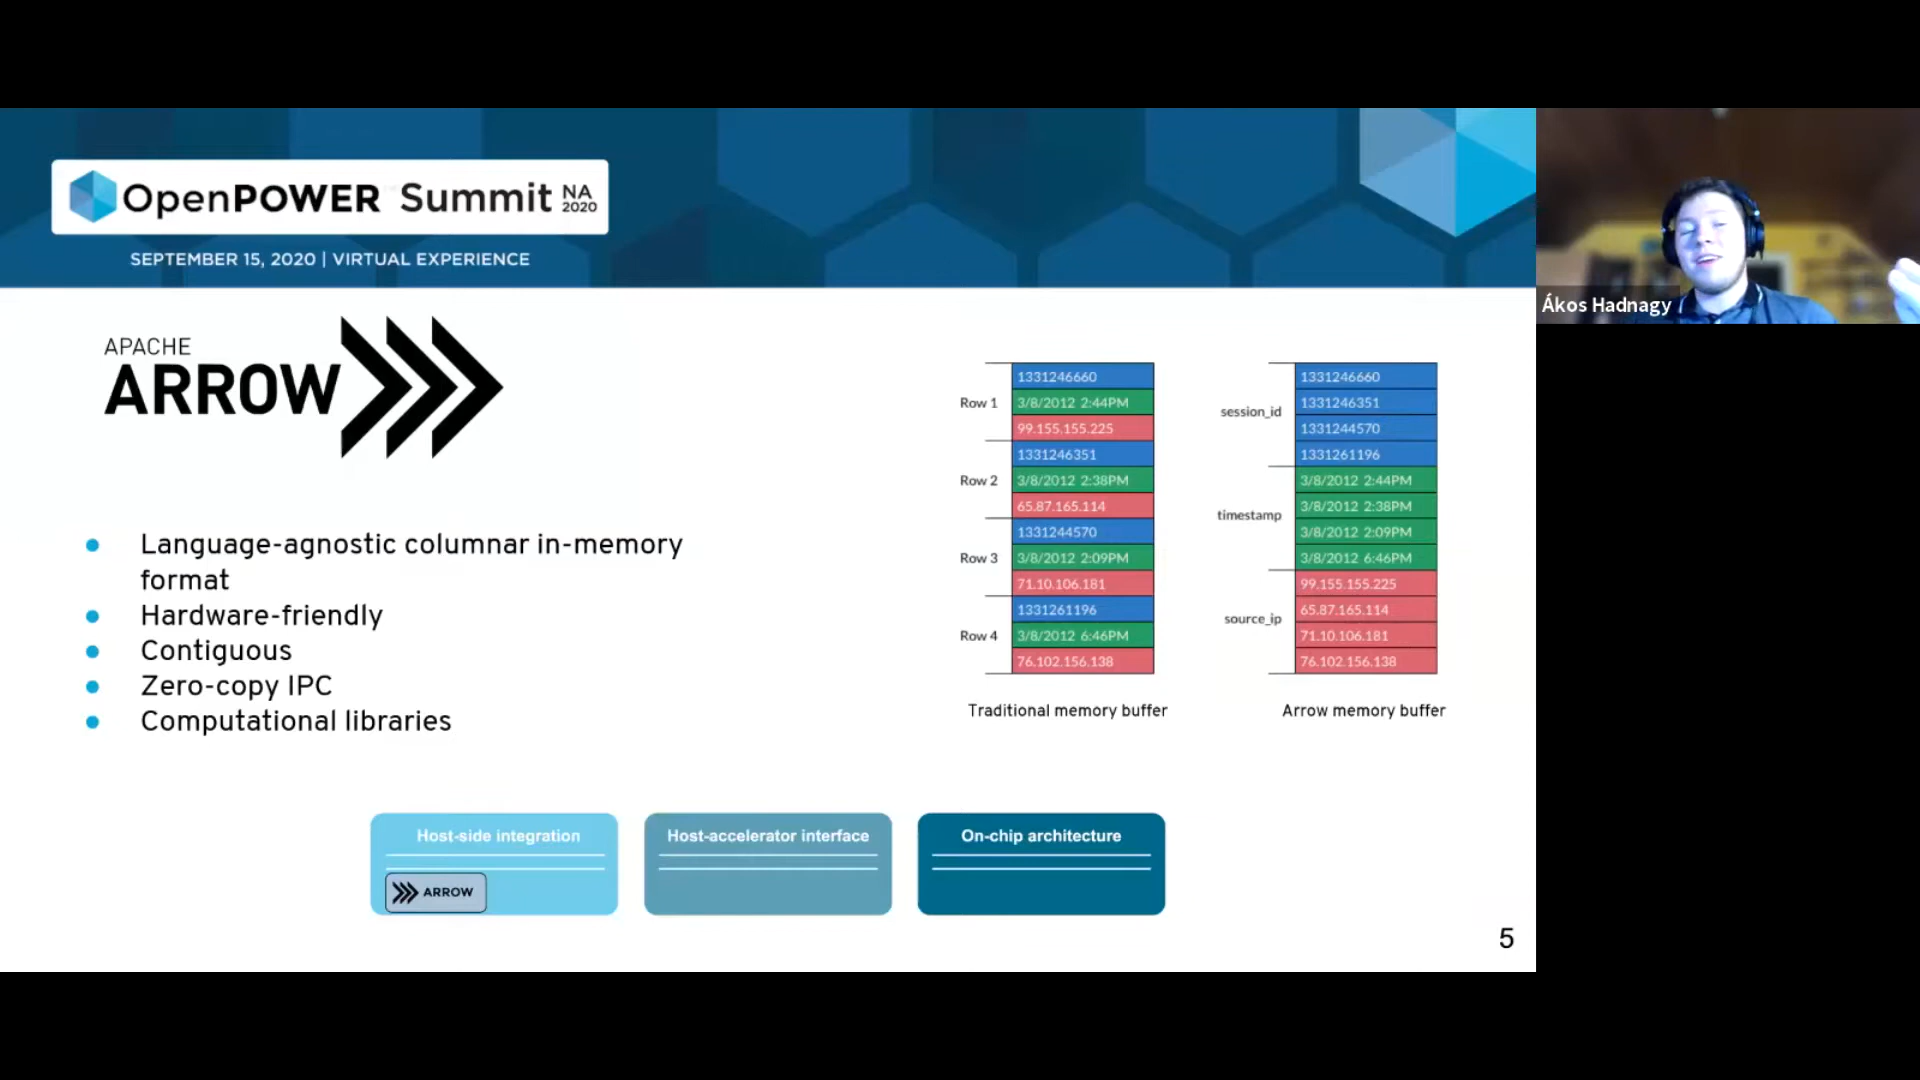 OpenPOWER™ Summit NA 2020
SEPTEMBER 15, 2020 | VIRTUAL EXPERIENCE
Ákos Hadnagy
APACHE
ARROW
Language-agnostic columnar in-memory
format
Hardware-friendly
Contiguous
Zero-copy IPC
Computational libraries
Row 1
1331246660
3/8/2012 2:44PM
99.155.155.225
Row 2
1331246351
3/8/2012 2:38PM
65.87.165.114
Row 3
1331244570
3/8/2012 2:09PM
71.10.106.181
Row 4
1331261196
3/8/2012 6:46PM
76.102.156.138
Traditional memory buffer
session_id
1331246660
1331246351
1331244570
1331261196
timestamp
3/8/2012 2:44PM
3/8/2012 2:38PM
3/8/2012 2:09PM
3/8/2012 6:46PM
source_ip
99.155.155.225
65.87.165.114
71.10.106.181
76.102.156.138
Arrow memory buffer
Host-side integration
ARROW
Host-accelerator interface
On-chip architecture
5